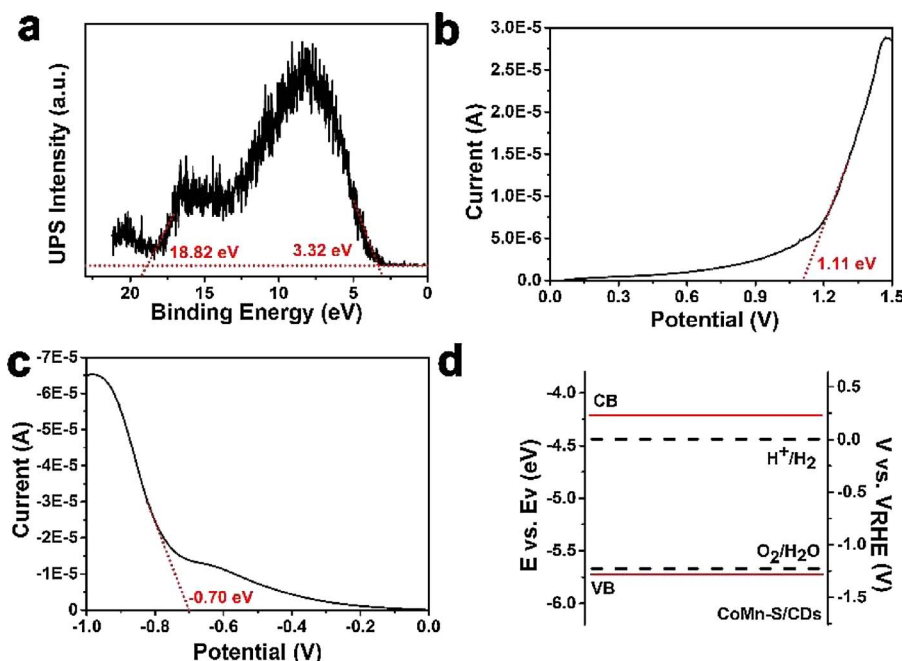 a
UPS Intensity (a.u.)
18.82 eV
3.32 eV
20 15 10 5 0
Binding Energy (eV)
b
Current (A)
3.0E-5
2.5E-5
2.0E-5
1.5E-5
1.0E-5
5.0E-6
0.0
1.11 eV
0.0 0.3 0.6 0.9 1.2 1.5
Potential (V)
c
Current (A)
-7E-5
-6E-5
-5E-5
-4E-5
-3E-5
-2E-5
-1E-5
0
-0.70 eV
-1.0 -0.8 -0.6 -0.4 -0.2 0.0
Potential (V)
d
E vs. Ev (eV)
-4.0
-4.5
-5.0
-5.5
-6.0
CB
H+/H2
O2/H2O
VB
CoMn-S/CDs
0.5
0.0
-0.5
-1.0
-1.5
V vs. VRHE (V)